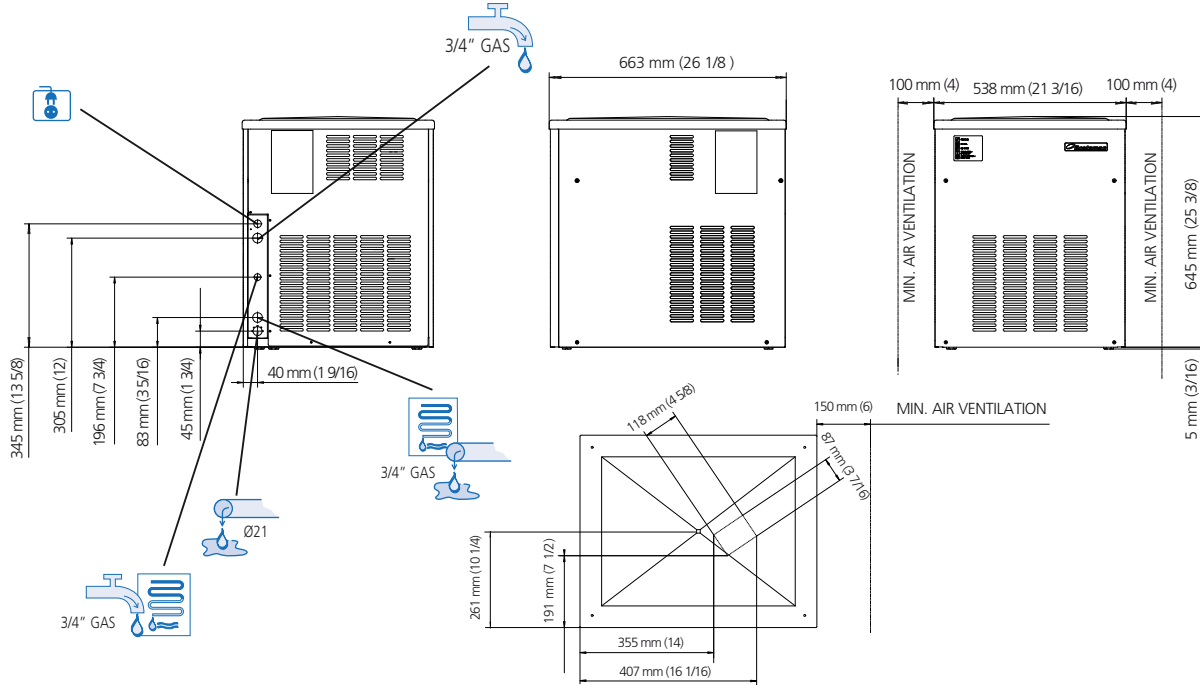 3/4" GAS
663 mm (26 1/8 )
100 mm (4)
538 mm (21 3/16)
100 mm (4)
MIN. AIR VENTILATION
MIN. AIR VENTILATION
645 mm (25 3/8)
5 mm (3/16)
345 mm (13 5/8)
305 mm (12)
196 mm (7 3/4)
83 mm (3 5/16)
45 mm (1 3/4)
40 mm (1 9/16)
3/4" GAS
Ø21
3/4" GAS
118 mm (4 5/8)
150 mm (6)
MIN. AIR VENTILATION
87 mm (3 7/16)
261 mm (10 1/4)
191 mm (7 1/2)
355 mm (14)
407 mm (16 1/16)